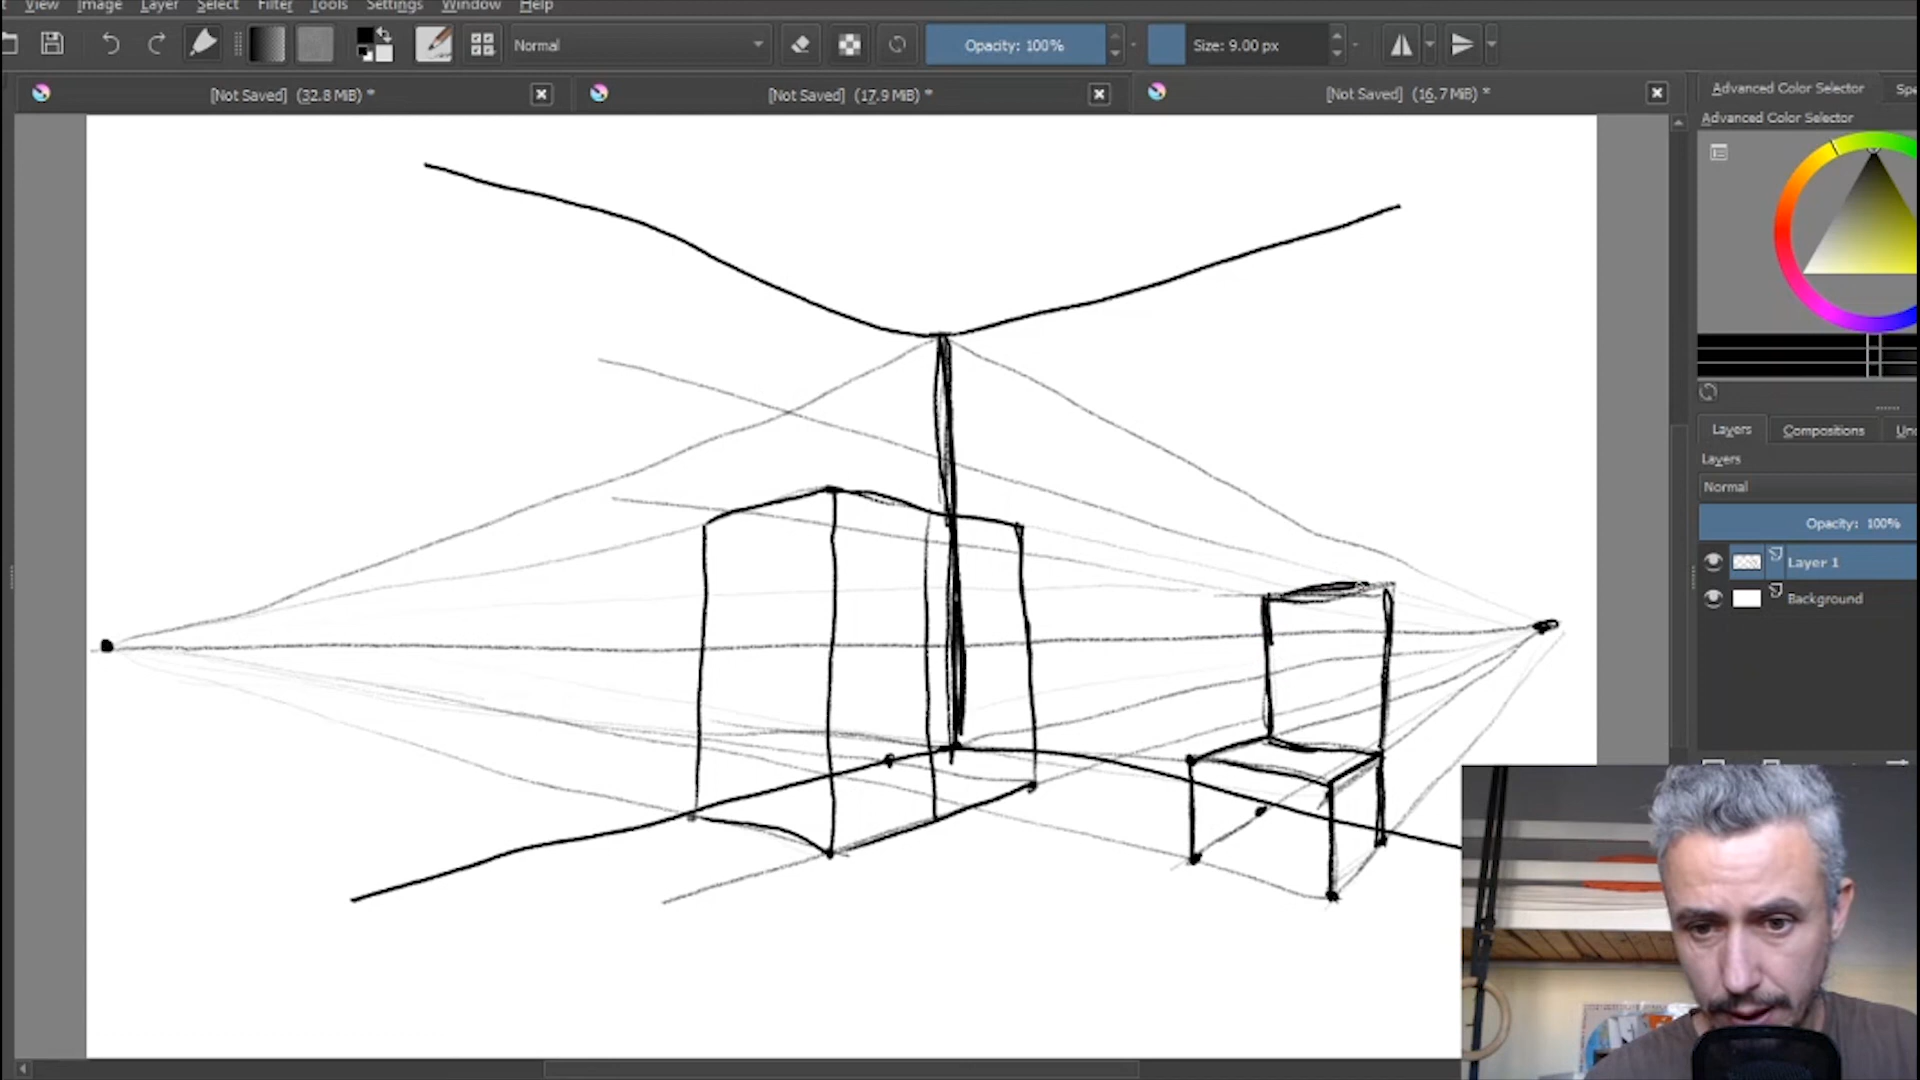 View Image Layer Select Filter Tools Settings Window Help
Normal Opacity: 100% Size: 9.00 px
[Not Saved] (32.8 MiB) * [Not Saved] (17.9 MiB) * [Not Saved] (16.7 MiB) *
Advanced Color Selector Spe
Advanced Color Selector
Layers Compositions Und
Layers
Normal
Opacity: 100%
Layer 1
Background